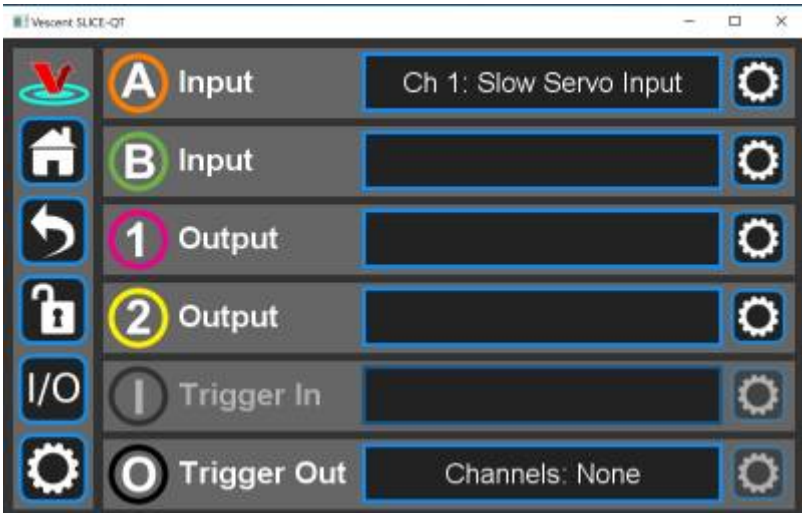 Vescent SLICE-QT
A Input Ch 1: Slow Servo Input
B Input
1 Output
2 Output
I/O I Trigger In
O Trigger Out Channels: None